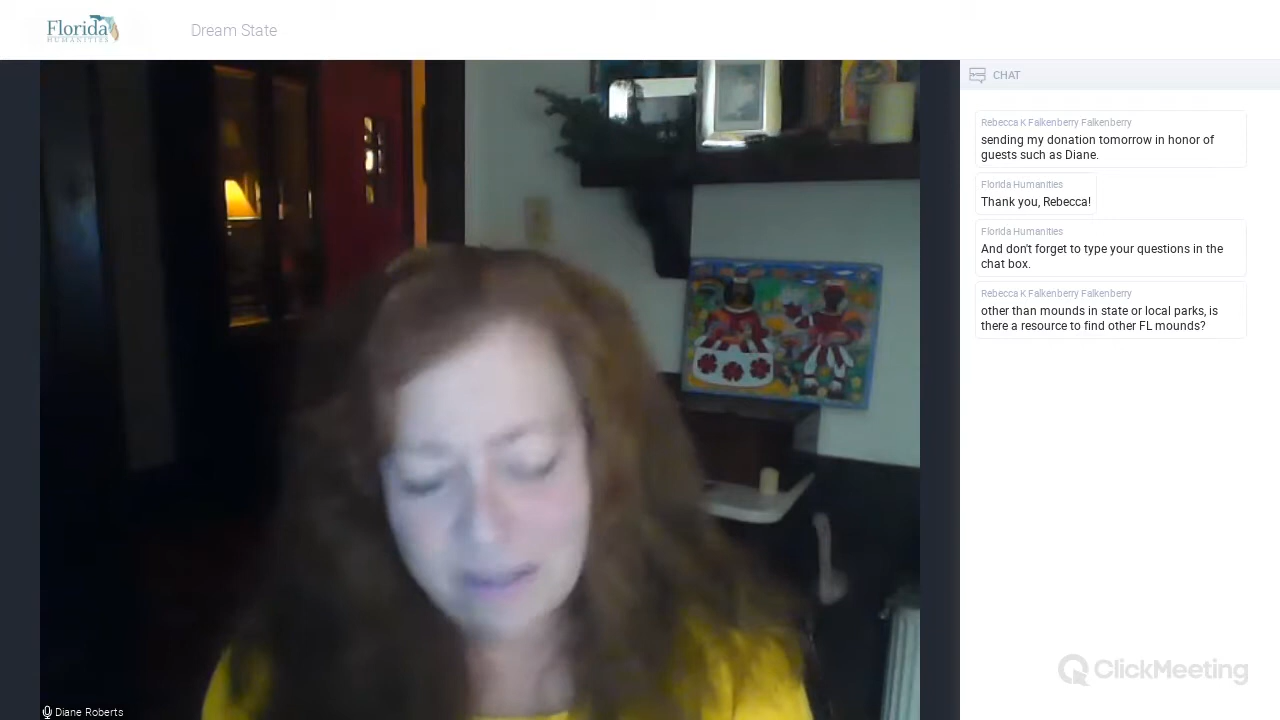 Florida
HUMANITIES
Dream State
CHAT
Rebecca K Falkenberry Falkenberry
sending my donation tomorrow in honor of
guests such as Diane.
Florida Humanities
Thank you, Rebecca!
Florida Humanities
And don't forget to type your questions in the
chat box.
Rebecca K Falkenberry Falkenberry
other than mounds in state or local parks, is
there a resource to find other FL mounds?
ClickMeeting
Diane Roberts